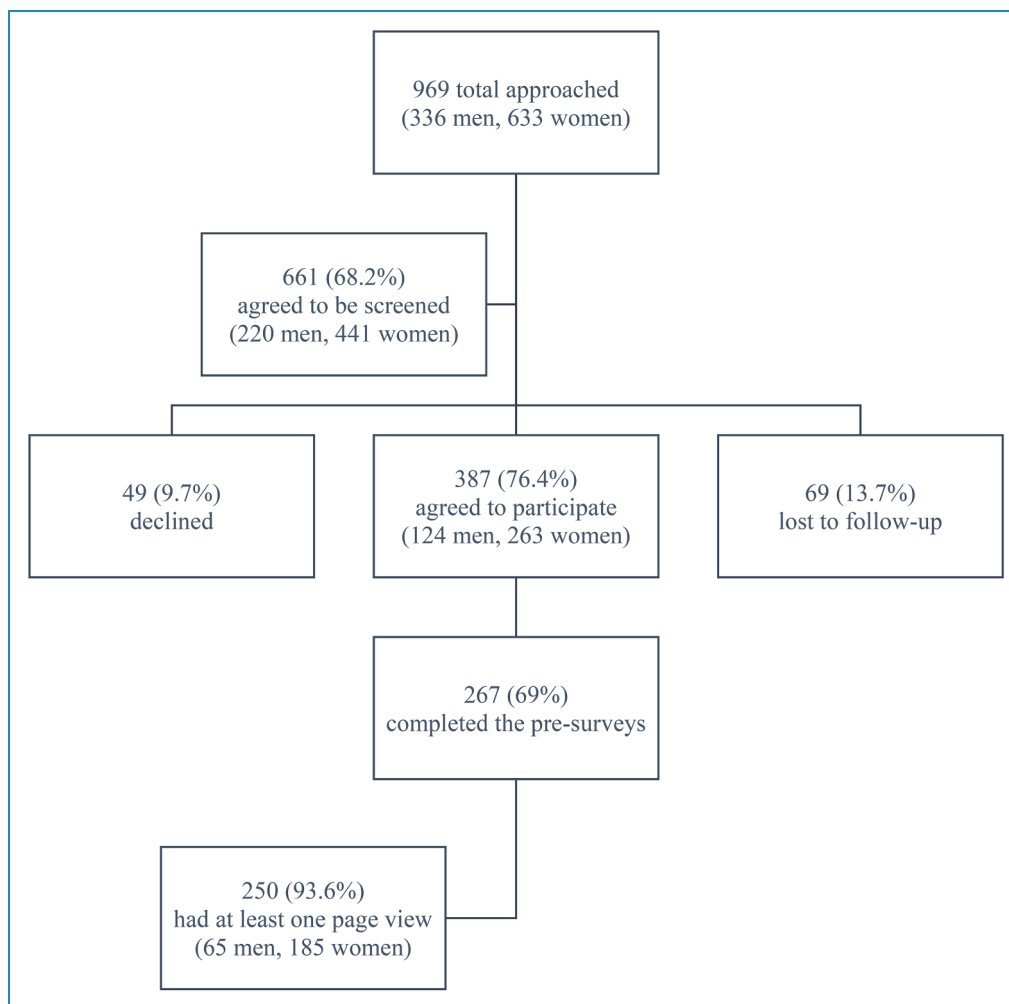 969 total approached
(336 men, 633 women)
661 (68.2%)
agreed to be screened
(220 men, 441 women)
49 (9.7%)
declined
387 (76.4%)
agreed to participate
(124 men, 263 women)
69 (13.7%)
lost to follow-up
267 (69%)
completed the pre-surveys
250 (93.6%)
had at least one page view
(65 men, 185 women)